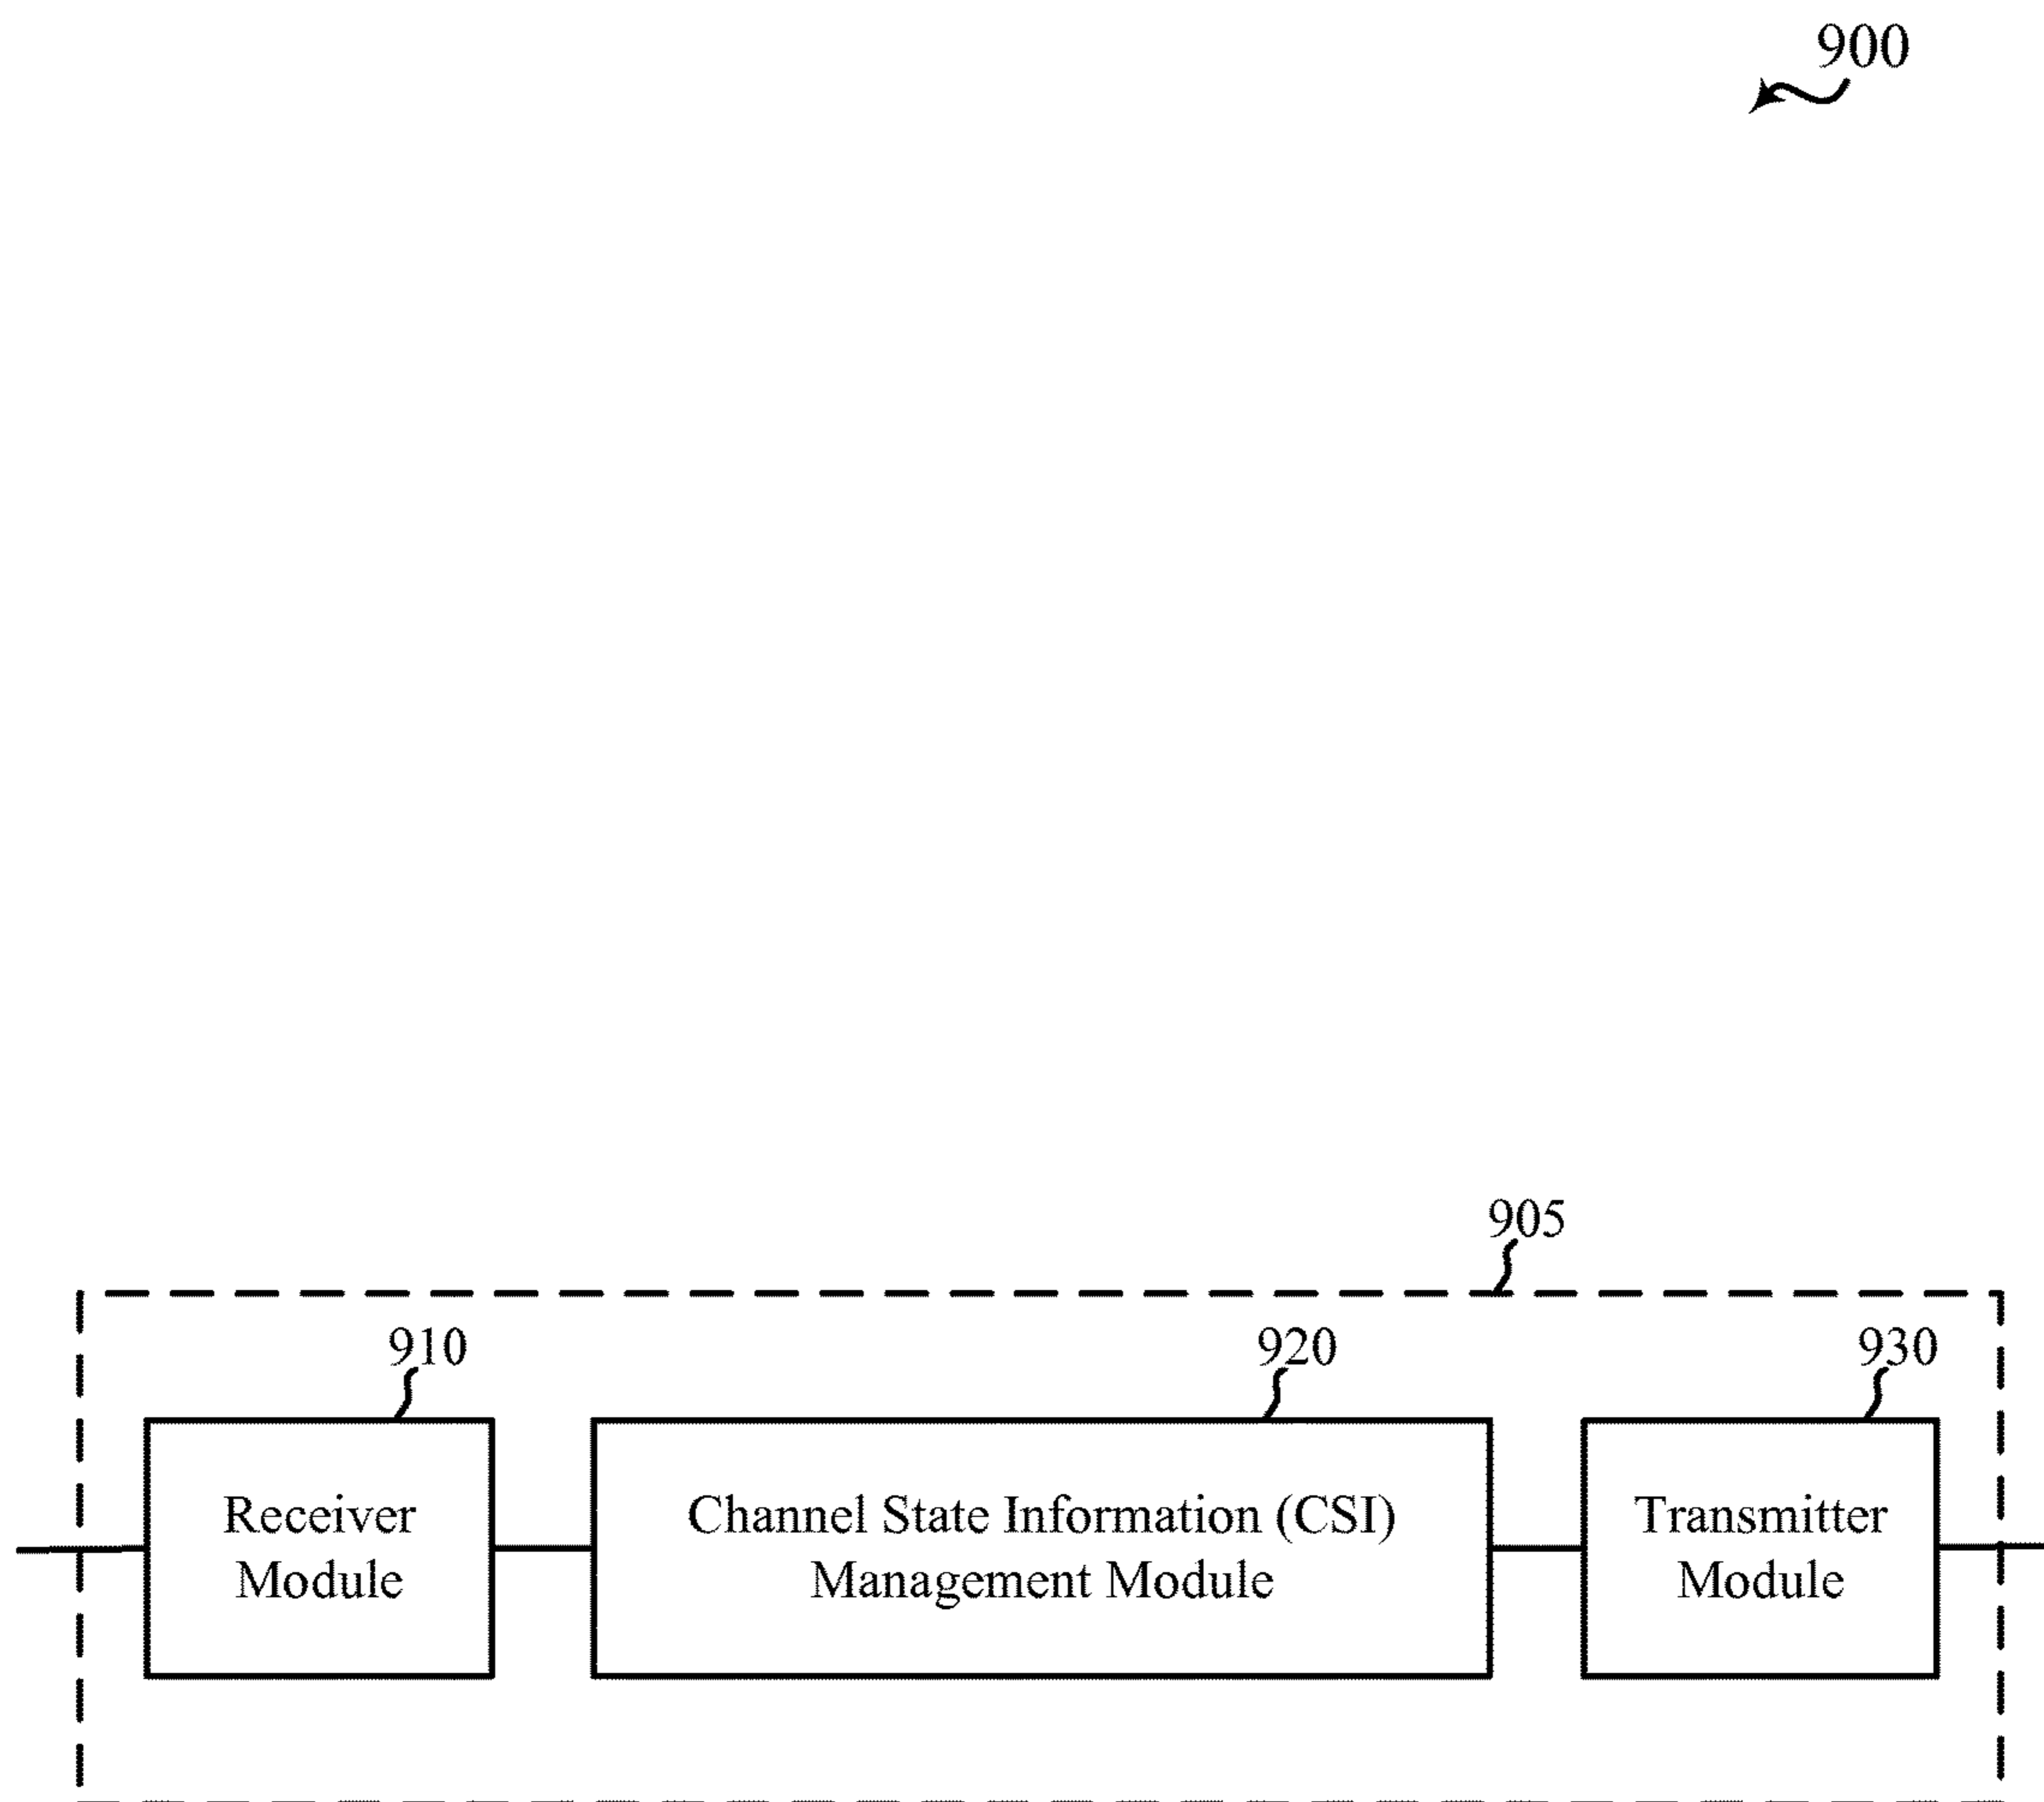 900
905
910
920
930
Receiver
Module
Channel State Information (CSI)
Management Module
Transmitter
Module